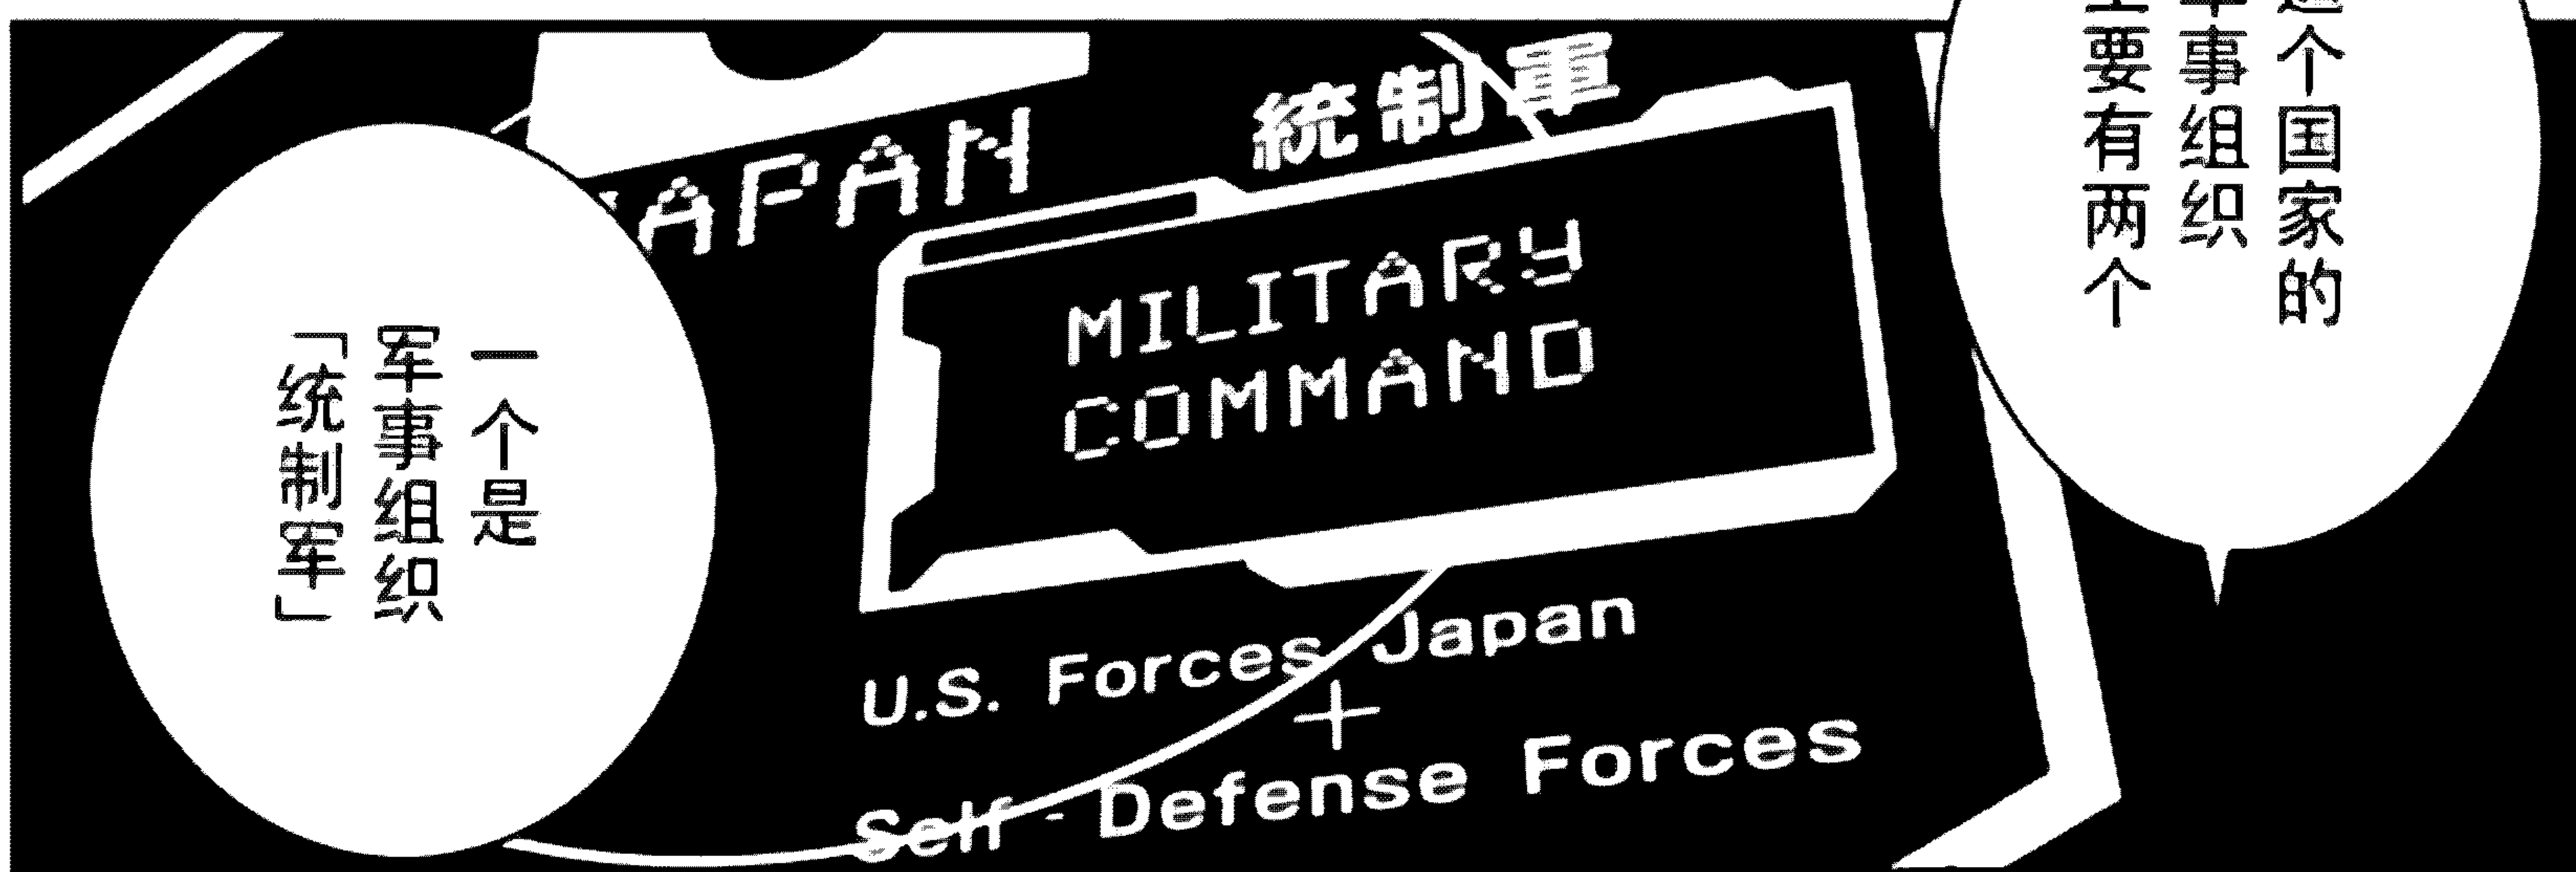 个国家的
事组织
要有两个
統制軍
JAPAN
MILITARY
COMMAND
U.S. Forces Japan
+
Self-Defense Forces
一个是
军事组织
「统制军」